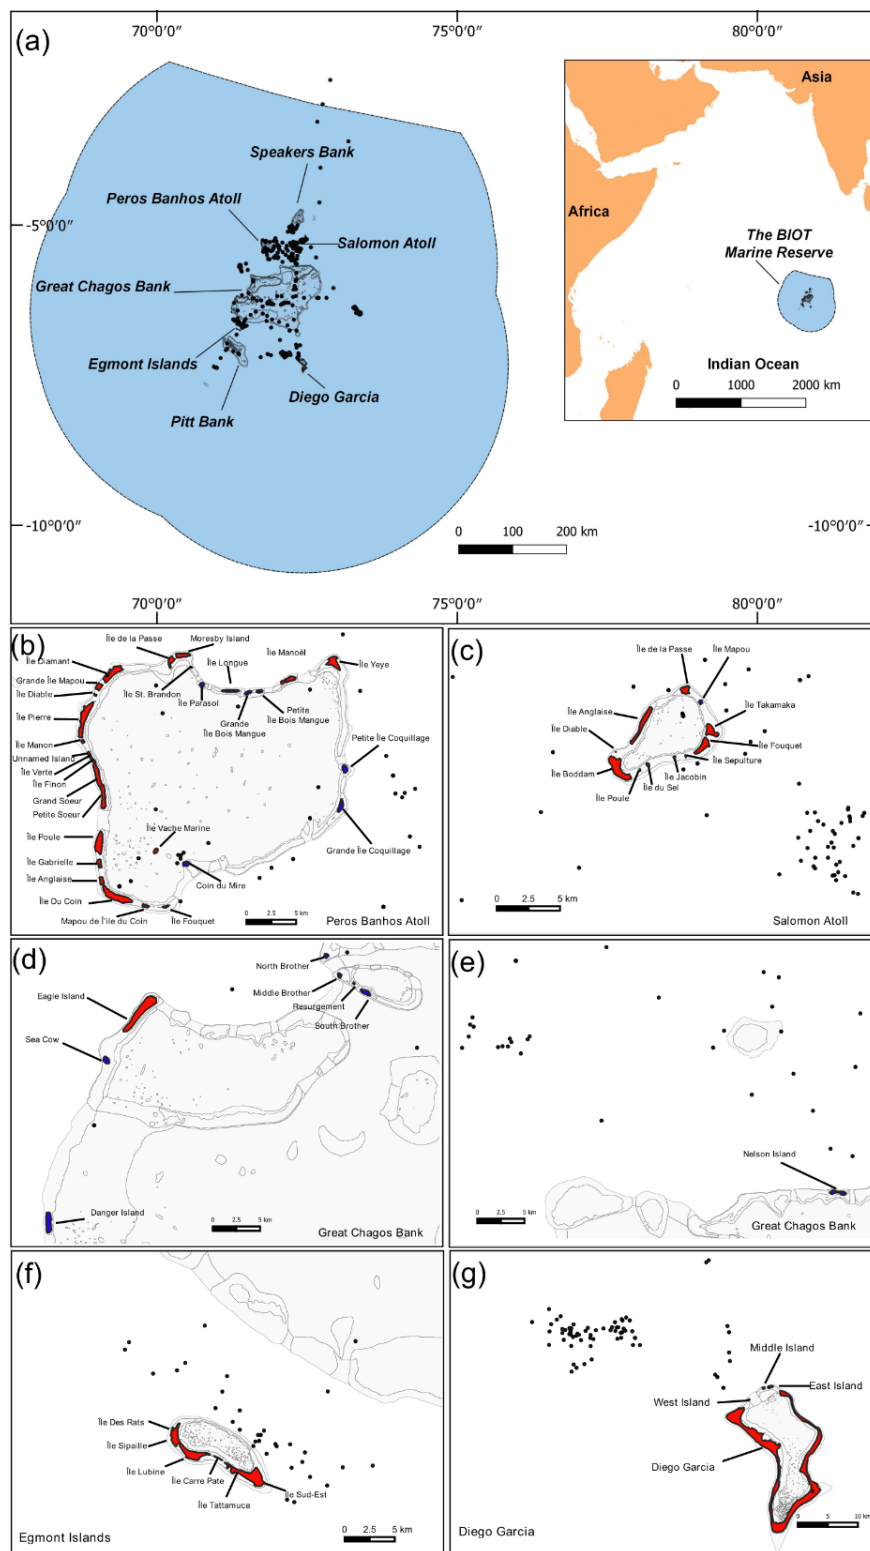 70°0'0"
75°0'0"
80°0'0"
(a)
Asia
Africa
The BIOT
Marine Reserve
Indian Ocean
0 1000 2000 km
Speakers Bank
Peros Banhos Atoll
-5°0'0"
Salomon Atoll
Great Chagos Bank
Egmont Islands
Diego Garcia
Pitt Bank
-10°0'0"
-10°0'0"
0 100 200 km
70°0'0"
75°0'0"
80°0'0"
(b)
Île de la Passe
Moresby Island
Île Diamant
Île Longue
Île Manoël
Île Yeye
Grande Île Mapou
Île Diable
Île St. Brandon
Île Parasol
Grande
Île Bois Mangue
Petite
Île Bois Mangue
Île Pierre
Île Manon
Unnamed Island
Île Verte
Île Finon
Grand Soeur
Petite Soeur
Petite Île Coquillage
Île Poule
Île Vache Marine
Grande Île Coquillage
Île Gabrielle
Île Anglaise
Coin du Mire
Île Du Coin
Mapou de l'île du Coin
Île Fouquet
0 2.5 5 km
Peros Banhos Atoll
(c)
Île de la Passe
Île Mapou
Île Anglaise
Île Takamaka
Île Diable
Île Fouquet
Île Sepulture
Île Boddam
Île Jacobin
Île du Sel
Île Poule
0 2.5 5 km
Salomon Atoll
(d)
North Brother
Eagle Island
Middle Brother
Resurgement
South Brother
Sea Cow
Danger Island
0 2.5 5 km
Great Chagos Bank
(e)
Nelson Island
0 2.5 5 km
Great Chagos Bank
(f)
Île Des Rats
Île Sipaille
Île Lubine
Île Carre Pate
Île Tattamuca
Île Sud-Est
0 2.5 5 km
Egmont Islands
(g)
Middle Island
East Island
West Island
Diego Garcia
0 5 10 km
Diego Garcia